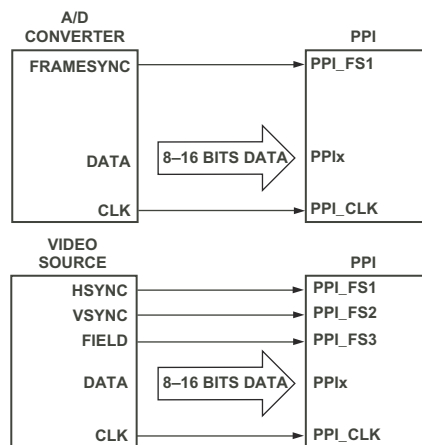 A/D
CONVERTER
PPI
FRAMESYNC
PPI_FS1
DATA
8–16 BITS DATA
PPIx
CLK
PPI_CLK
VIDEO
SOURCE
PPI
HSYNC
PPI_FS1
VSYNC
PPI_FS2
FIELD
PPI_FS3
DATA
8–16 BITS DATA
PPIx
CLK
PPI_CLK